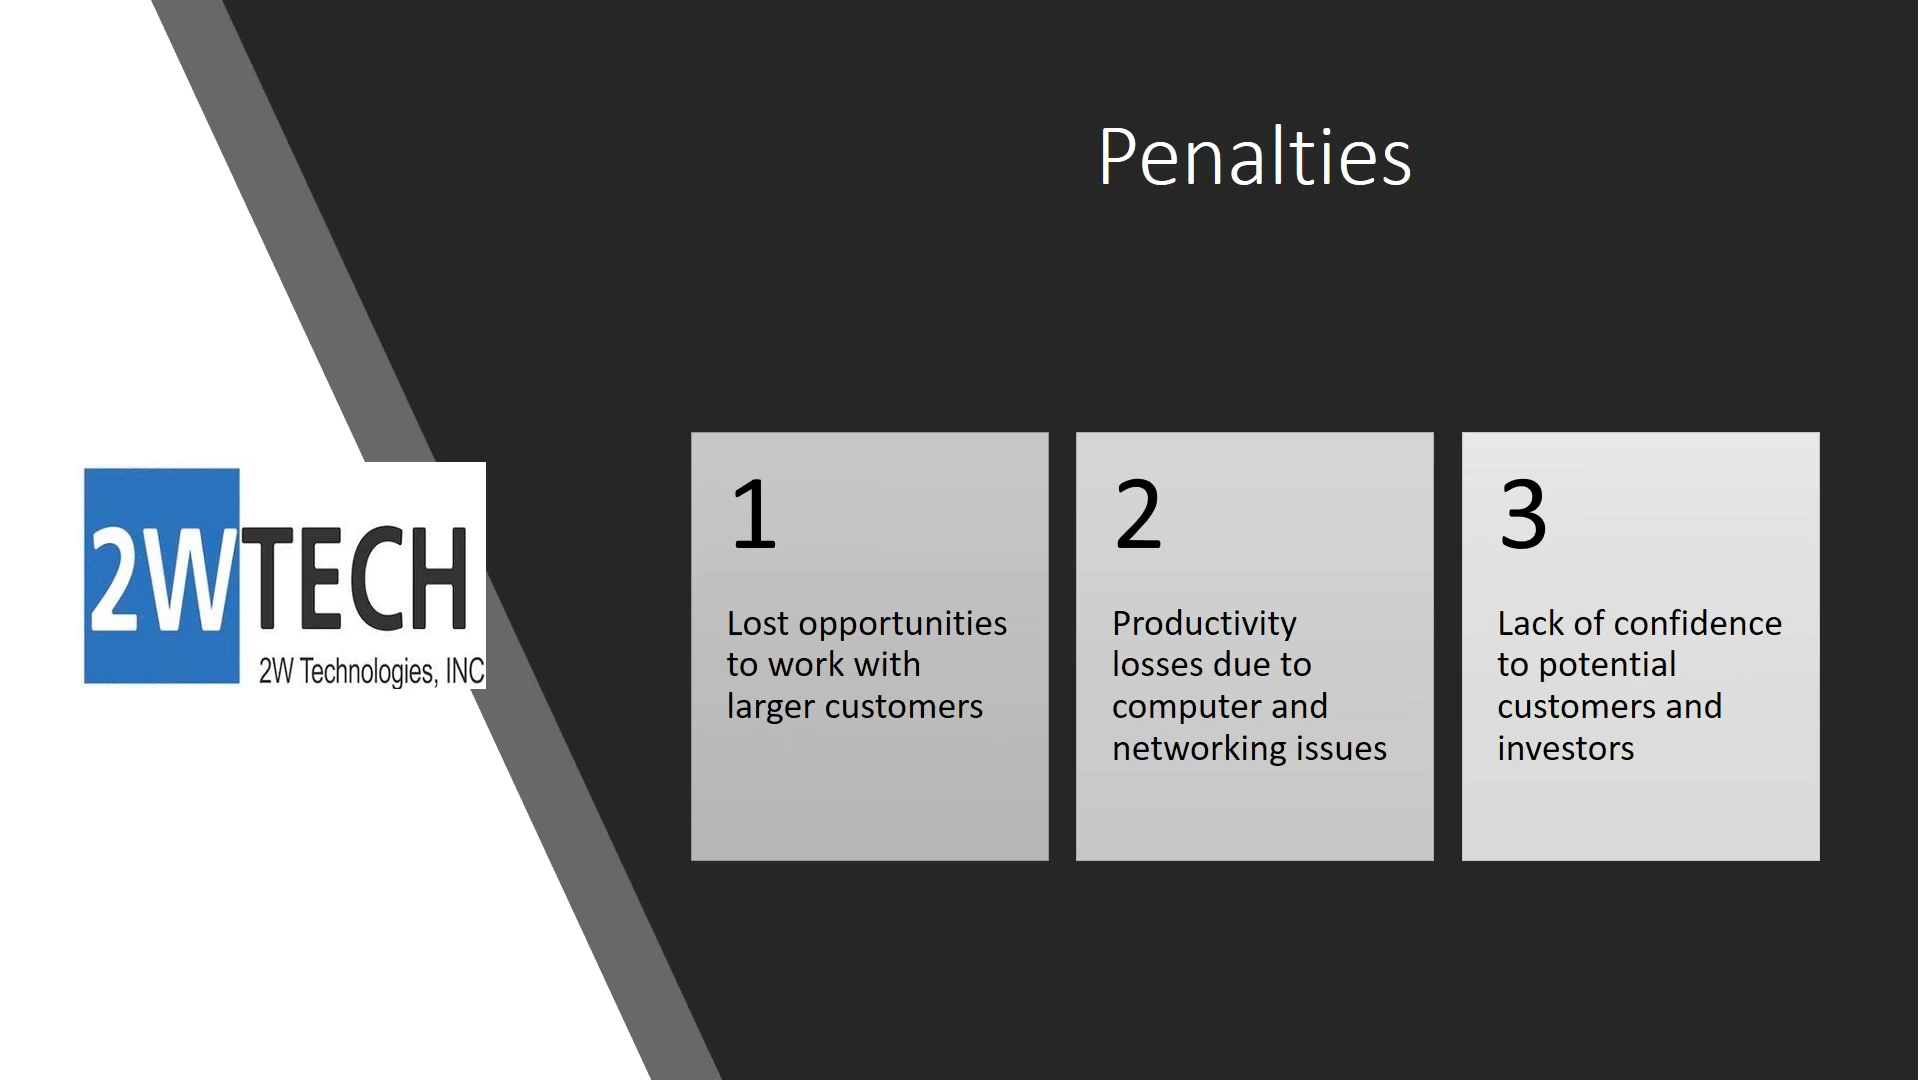 Penalties
2WTECH
2W Technologies, INC
1
Lost opportunities
to work with
larger customers
2
Productivity
losses due to
computer and
networking issues
3
Lack of confidence
to potential
customers and
investors